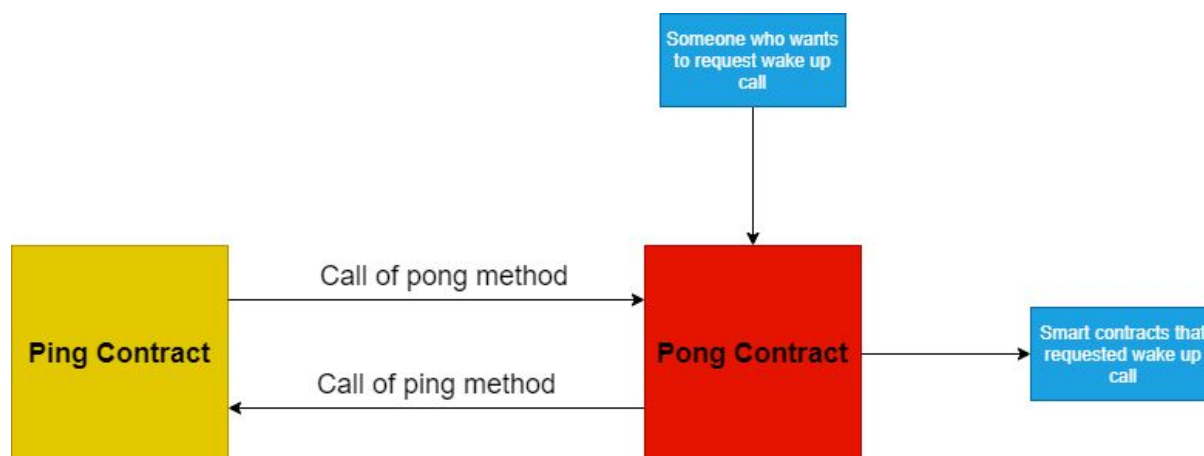 Someone who wants
to request wake up
call
Call of pong method
Ping Contract
Pong Contract
Smart contracts that
requested wake up
call
Call of ping method